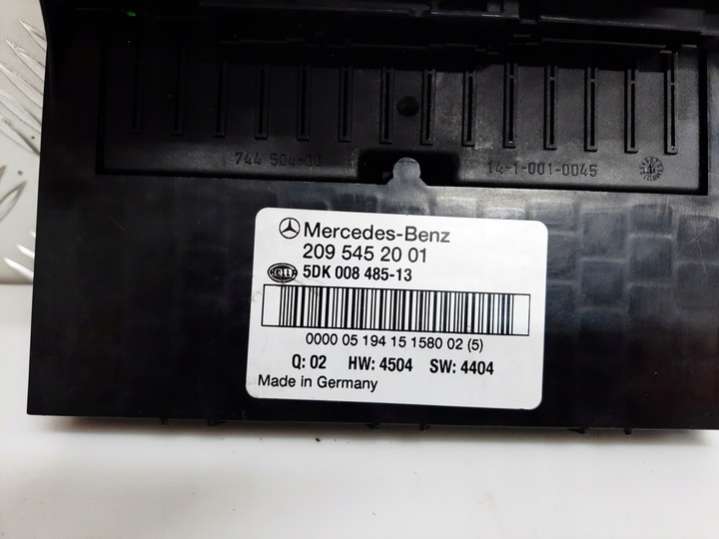 744 504-00 14-1-001-0045
Mercedes-Benz
209 545 20 01
HELLA 5DK 008 485-13
0000 05 194 15 1580 02 (5)
Q: 02 HW: 4504 SW: 4404
Made in Germany